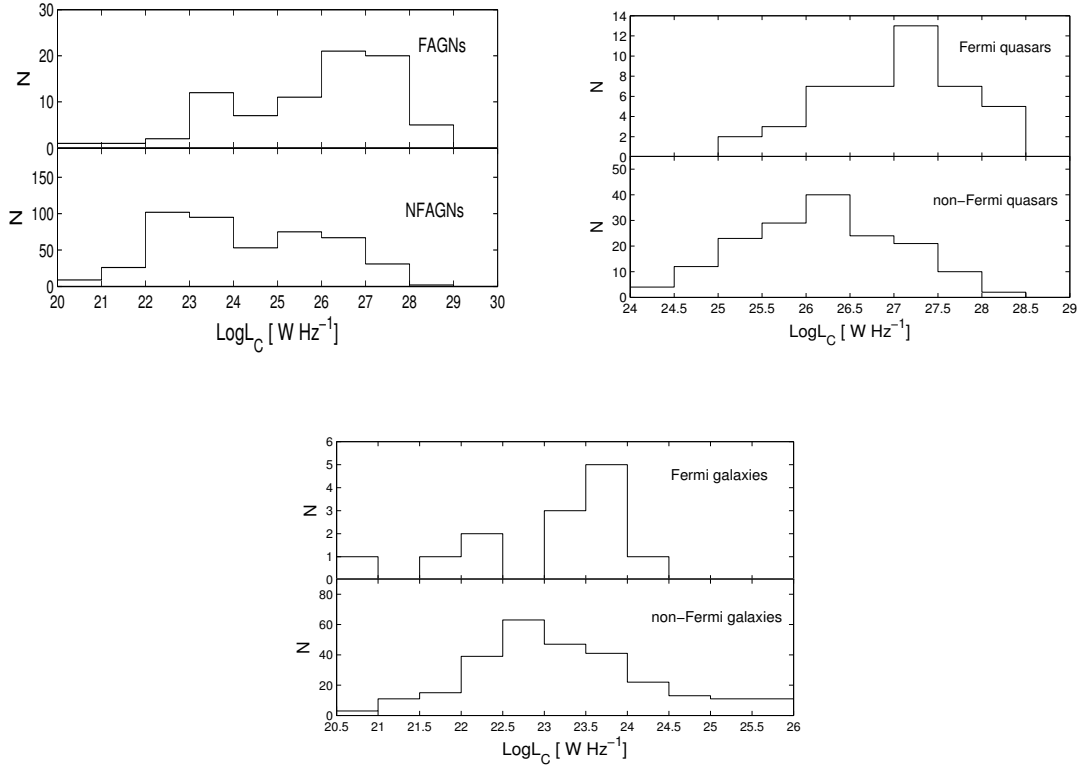 30
20
10
0
N
FAGNs
150
100
50
0
N
NFAGNs
20 21 22 23 24 25 26 27 28 29 30
LogL_C [ W Hz⁻¹]
14
12
10
8
6
4
2
0
N
Fermi quasars
50
40
30
20
10
0
N
non−Fermi quasars
24 24.5 25 25.5 26 26.5 27 27.5 28 28.5 29
LogL_C [ W Hz⁻¹]
6
5
4
3
2
1
0
N
Fermi galaxies
80
60
40
20
0
N
non−Fermi galaxies
20.5 21 21.5 22 22.5 23 23.5 24 24.5 25 25.5 26
LogL_C [ W Hz⁻¹]